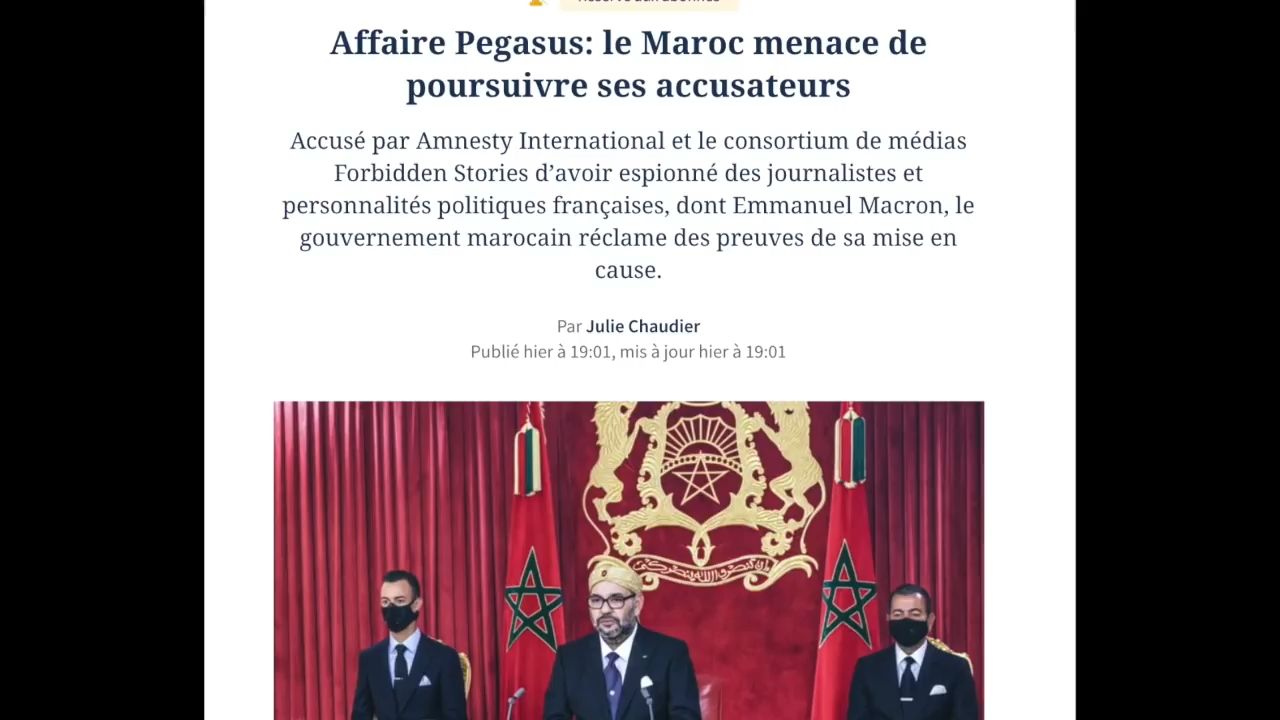 Affaire Pegasus: le Maroc menace de
poursuivre ses accusateurs
Accusé par Amnesty International et le consortium de médias
Forbidden Stories d’avoir espionné des journalistes et
personnalités politiques françaises, dont Emmanuel Macron, le
gouvernement marocain réclame des preuves de sa mise en
cause.
Par Julie Chaudier
Publié hier à 19:01, mis à jour hier à 19:01